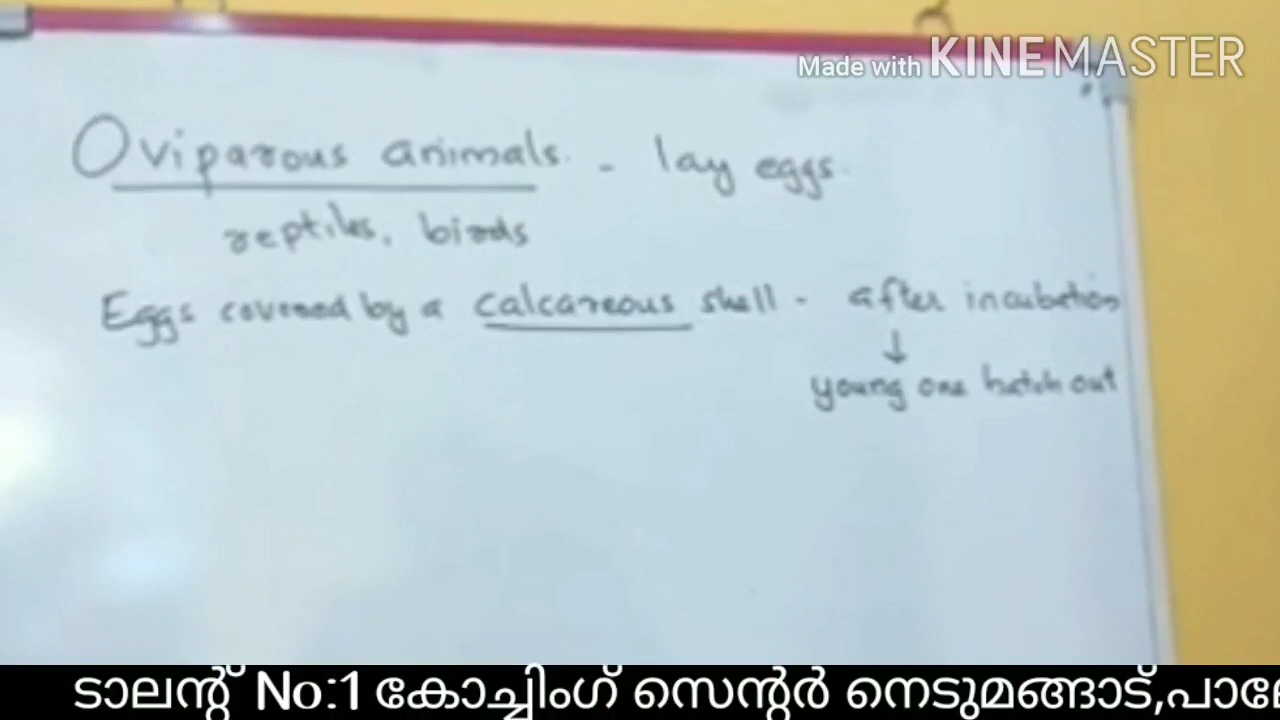 Made with KINEMASTER
Oviparous animals. - lay eggs.
reptiles, birds
Eggs covered by a calcareous shell - after incubation
↓
young one hatch out
ടാലന്റ് No:1 കോച്ചിംഗ് സെന്റർ നെടുമങ്ങാട്,പാലോ